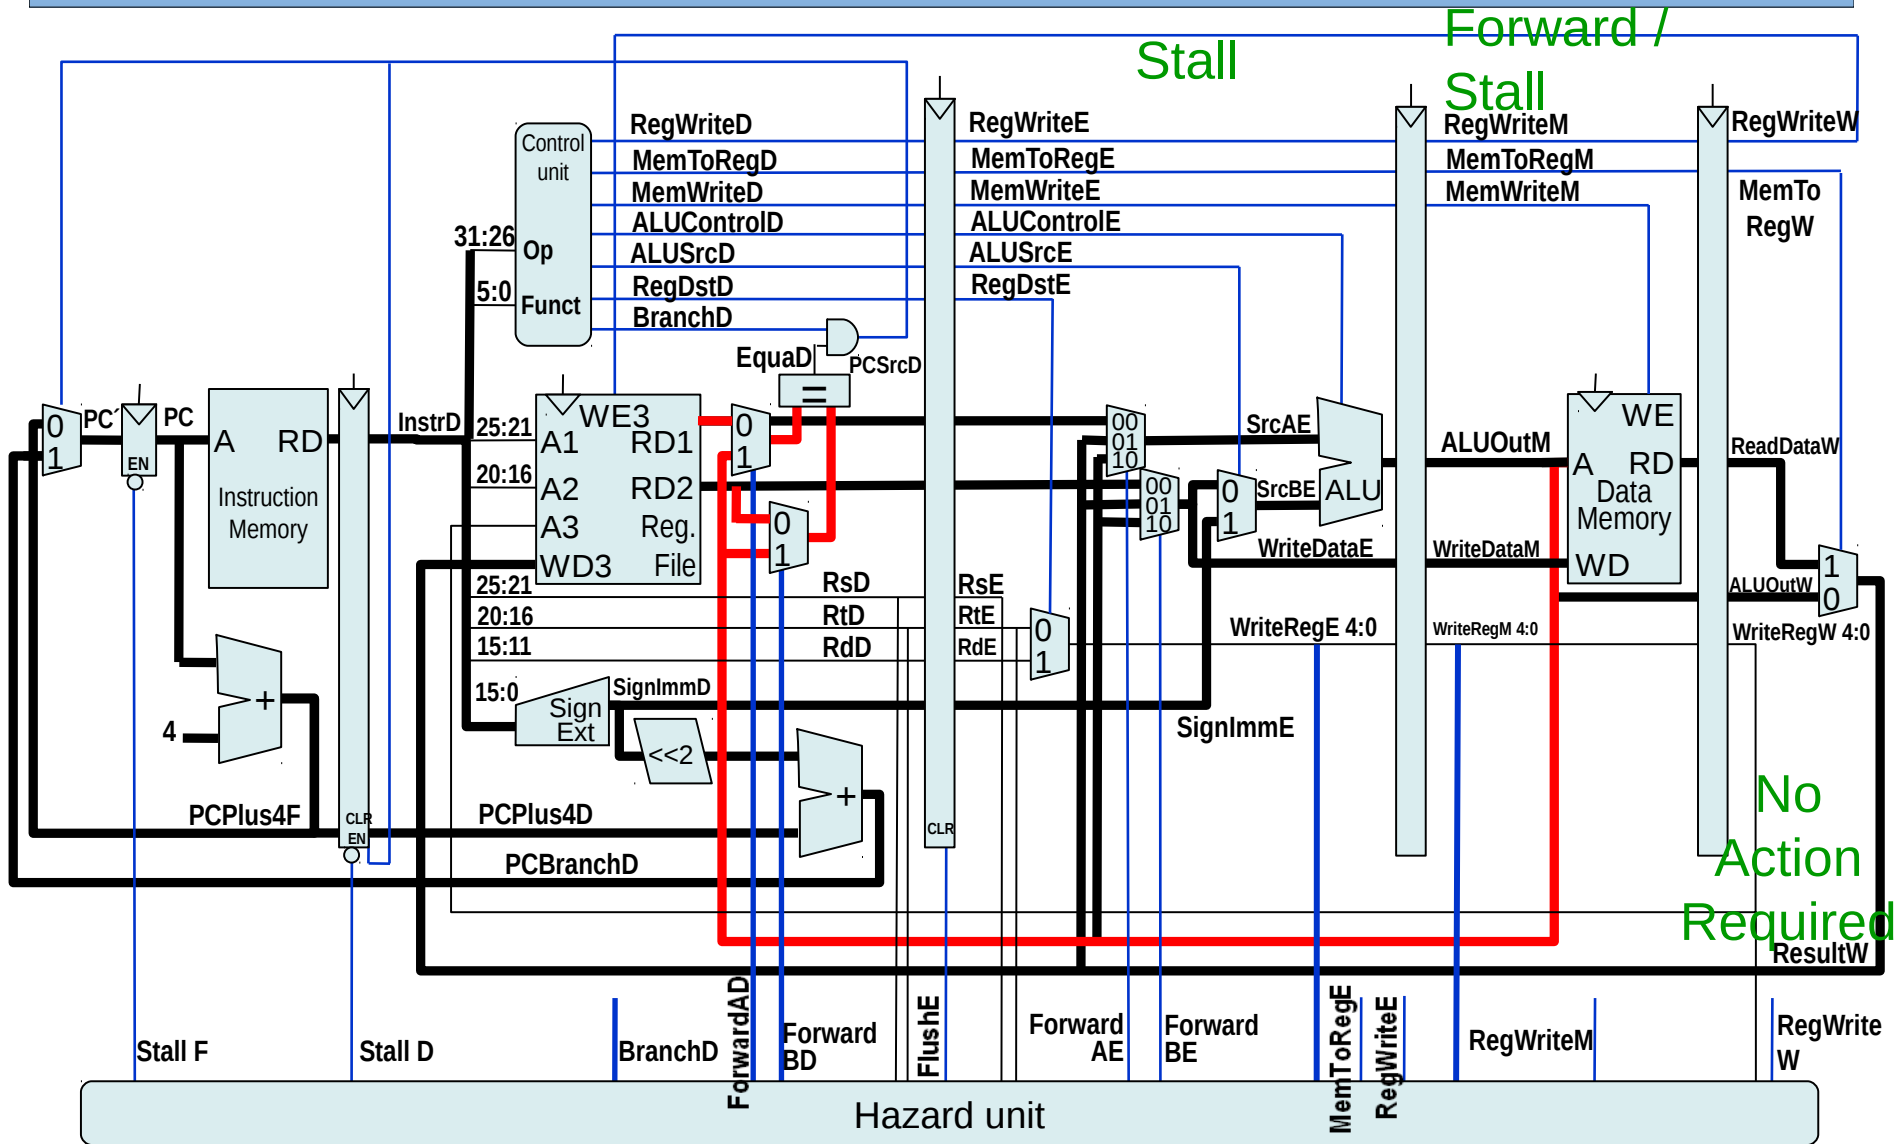 Forward /
Stall
Stall
Control
unit
Op
Funct
31:26
5:0
RegWriteD
MemToRegD
MemWriteD
ALUControlD
ALUSrcD
RegDstD
BranchD
RegWriteE
MemToRegE
MemWriteE
ALUControlE
ALUSrcE
RegDstE
RegWriteM
MemToRegM
MemWriteM
RegWriteW
MemTo
RegW
EquaD
PCSrcD
=
0
1
PC´
PC
EN
A RD
Instruction
Memory
InstrD
25:21
20:16
WE3
A1 RD1
A2 RD2
A3 Reg.
WD3 File
0
1
0
1
00
01
10
00
01
10
SrcAE
0
1
SrcBE
ALU
ALUOutM
WE
A RD
Data
Memory
WD
ReadDataW
WriteDataE
WriteDataM
ALUOutW
1
0
25:21
RsD
RsE
20:16
RtD
RtE
15:11
RdD
RdE
0
1
WriteRegE 4:0
WriteRegM 4:0
WriteRegW 4:0
15:0
Sign
Ext
SignImmD
SignImmE
<<2
+
4
+
PCPlus4F
CLR
EN
PCPlus4D
CLR
PCBranchD
No
Action
Required
ResultW
Stall F
Stall D
BranchD
ForwardAD
Forward
BD
FlushE
Forward
AE
Forward
BE
MemToRegE
RegWriteE
RegWriteM
RegWrite
W
Hazard unit